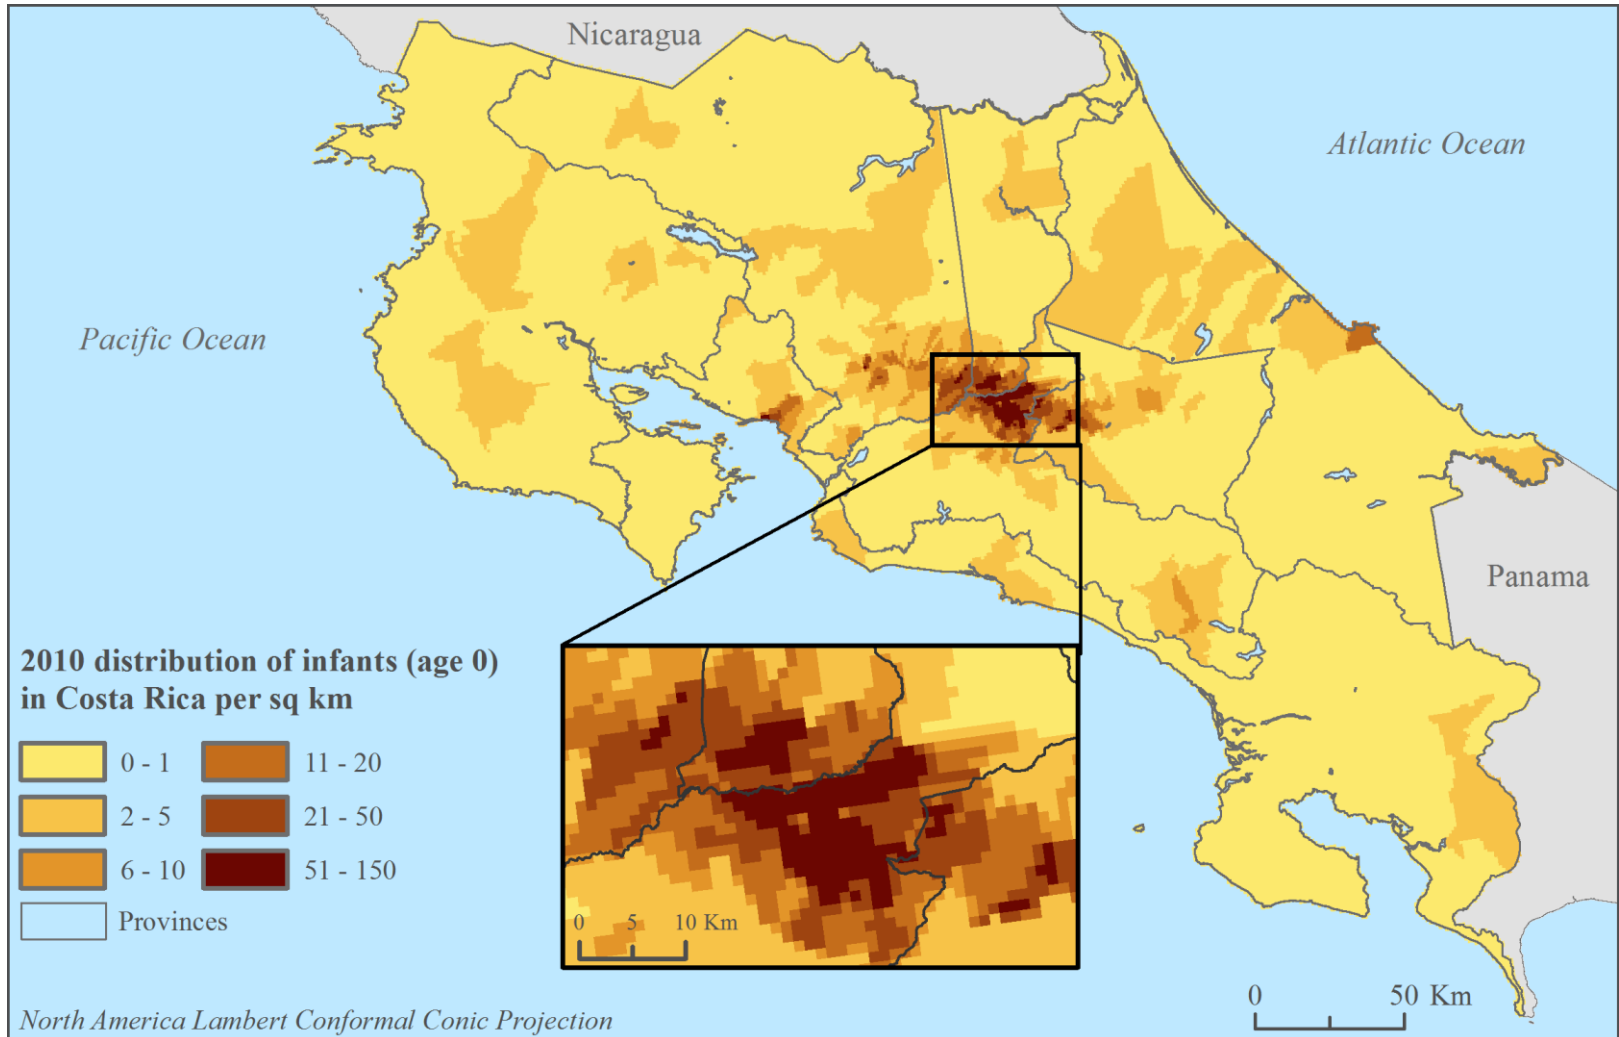 Nicaragua
Atlantic Ocean
Pacific Ocean
Panama
2010 distribution of infants (age 0)
in Costa Rica per sq km
0 - 1
11 - 20
2 - 5
21 - 50
6 - 10
51 - 150
Provinces
0 5 10 Km
0 50 Km
North America Lambert Conformal Conic Projection